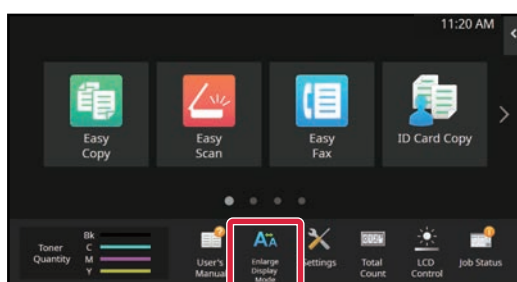 11:20 AM
Easy
Copy
Easy
Scan
Easy
Fax
ID Card Copy
Toner
Quantity
Bk
C
M
Y
User's
Manual
Enlarge
Display
Mode
Settings
Total
Count
LCD
Control
Job Status